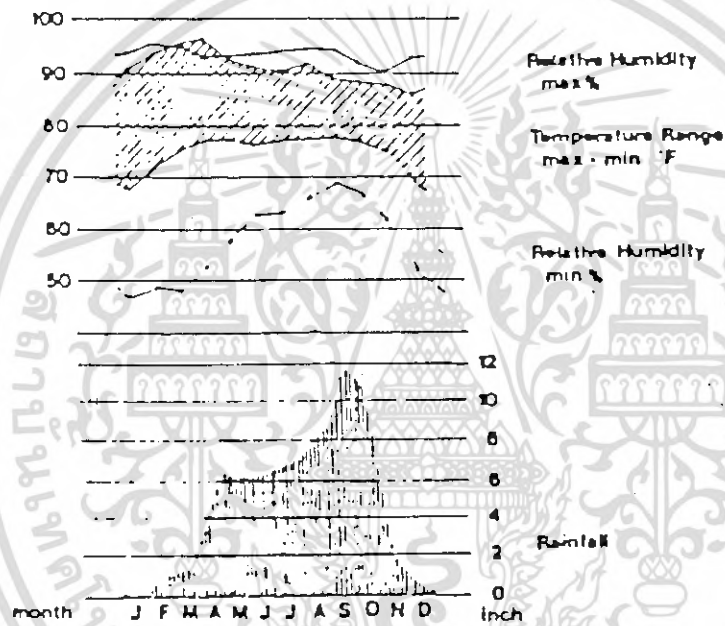 100
90
80
70
60
50
Relative Humidity
max %
Temperature Range
max - min °F
Relative Humidity
min %
12
10
8
6
4
2
0
Rainfall
month J F M A M J J A S O N D inch